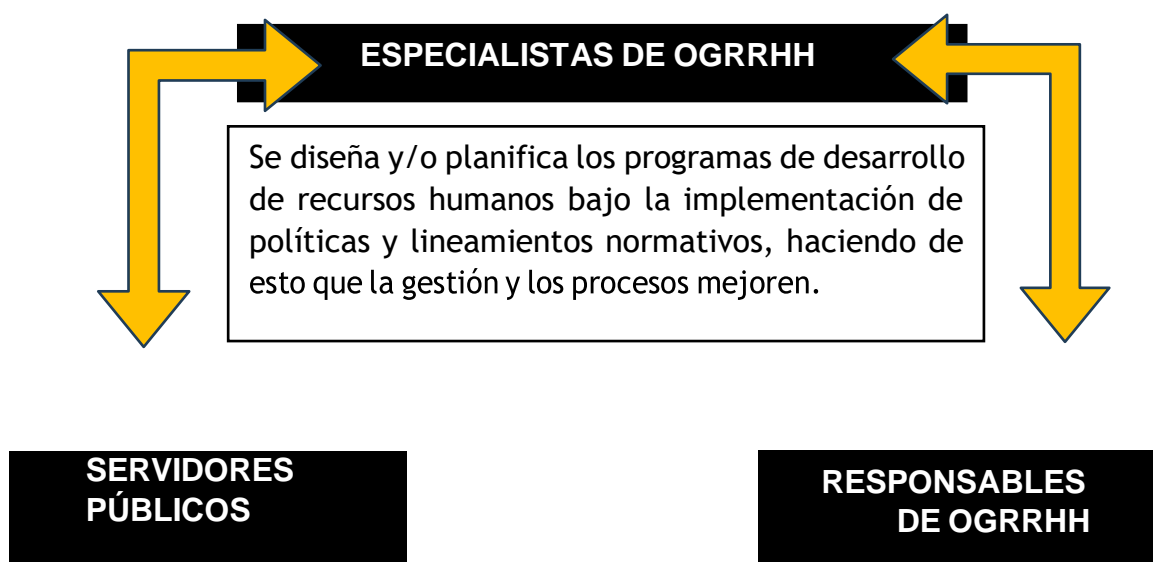 ESPECIALISTAS DE OGRRHH
Se diseña y/o planifica los programas de desarrollo
de recursos humanos bajo la implementación de
políticas y lineamientos normativos, haciendo de
esto que la gestión y los procesos mejoren.
SERVIDORES
PÚBLICOS
RESPONSABLES
DE OGRRHH